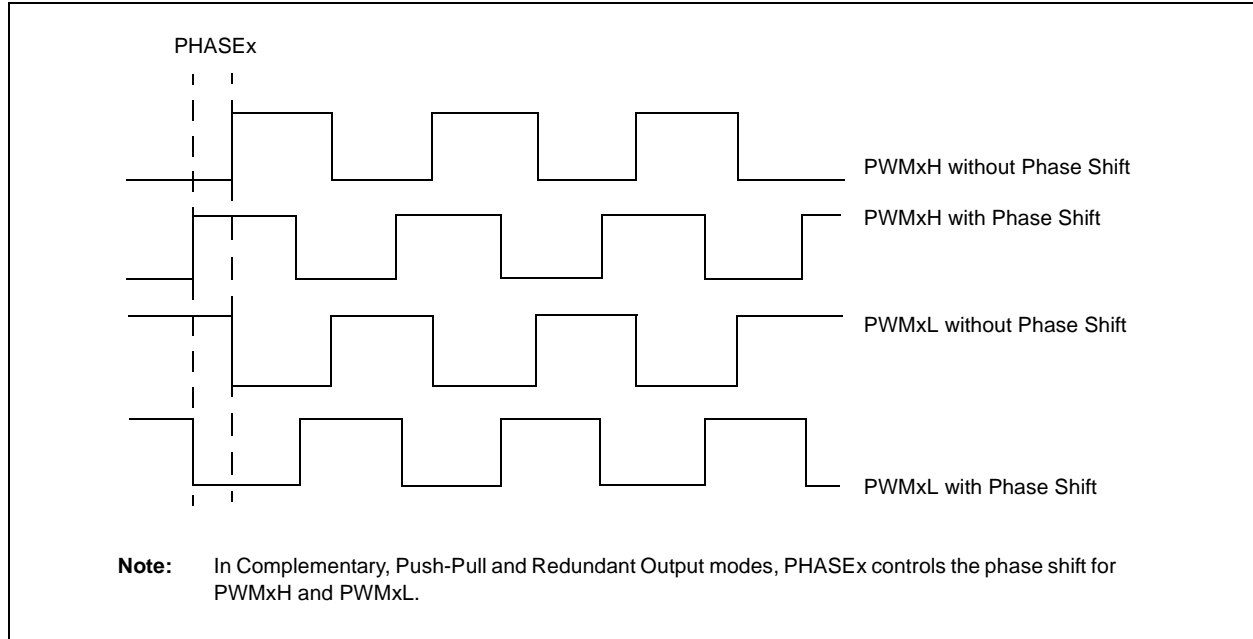 PHASEx
PWMxH without Phase Shift
PWMxH with Phase Shift
PWMxL without Phase Shift
PWMxL with Phase Shift
Note: In Complementary, Push-Pull and Redundant Output modes, PHASEx controls the phase shift for
PWMxH and PWMxL.